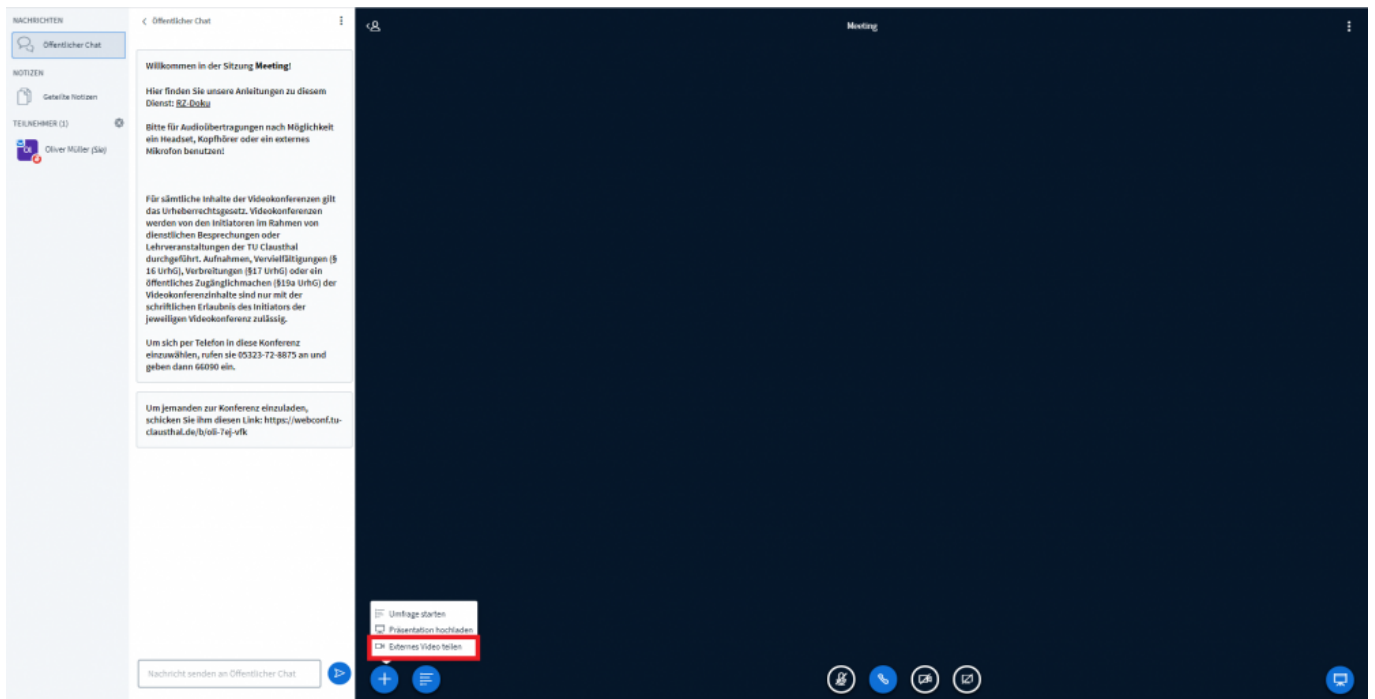 NACHRICHTEN
Öffentlicher Chat
NOTIZEN
Geteilte Notizen
TEILNEHMER (1)
Oli
Oliver Müller (Sie)
Öffentlicher Chat
Willkommen in der Sitzung Meeting!
Hier finden Sie unsere Anleitungen zu diesem
Dienst: RZ-Doku
Bitte für Audioübertragungen nach Möglichkeit
ein Headset, Kopfhörer oder ein externes
Mikrofon benutzen!
Für sämtliche Inhalte der Videokonferenzen gilt
das Urheberrechtsgesetz. Videokonferenzen
werden von den Initiatoren im Rahmen von
dienstlichen Besprechungen oder
Lehrveranstaltungen der TU Clausthal
durchgeführt. Aufnahmen, Vervielfältigungen (§
16 UrhG), Verbreitungen (§17 UrhG) oder ein
öffentliches Zugänglichmachen (§19a UrhG) der
Videokonferenzinhalte sind nur mit der
schriftlichen Erlaubnis des Initiators der
jeweiligen Videokonferenz zulässig.
Um sich per Telefon in diese Konferenz
einzuwählen, rufen sie 05323-72-8875 an und
geben dann 66090 ein.
Um jemanden zur Konferenz einzuladen,
schicken Sie ihm diesen Link: https://webconf.tu-
clausthal.de/b/oli-7ej-vfk
Nachricht senden an Öffentlicher Chat
Meeting
Umfrage starten
Präsentation hochladen
Externes Video teilen